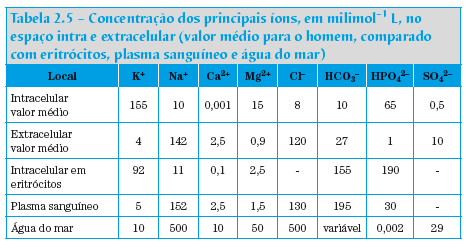 Tabela 2.5 – Concentração dos principais íons, em milimol⁻¹ L, no
espaço intra e extracelular (valor médio para o homem, comparado
com eritrócitos, plasma sanguíneo e água do mar)
Local K⁺ Na⁺ Ca²⁺ Mg²⁺ Cl⁻ HCO₃⁻ HPO₄²⁻ SO₄²⁻
Intracelular
valor médio 155 10 0,001 15 8 10 65 0,5
Extracelular
valor médio 4 142 2,5 0,9 120 27 1 10
Intracelular em
eritrócitos 92 11 0,1 2,5 - 155 190 -
Plasma sanguíneo 5 152 2,5 1,5 130 195 30 -
Água do mar 10 500 10 50 500 variável 0,002 29